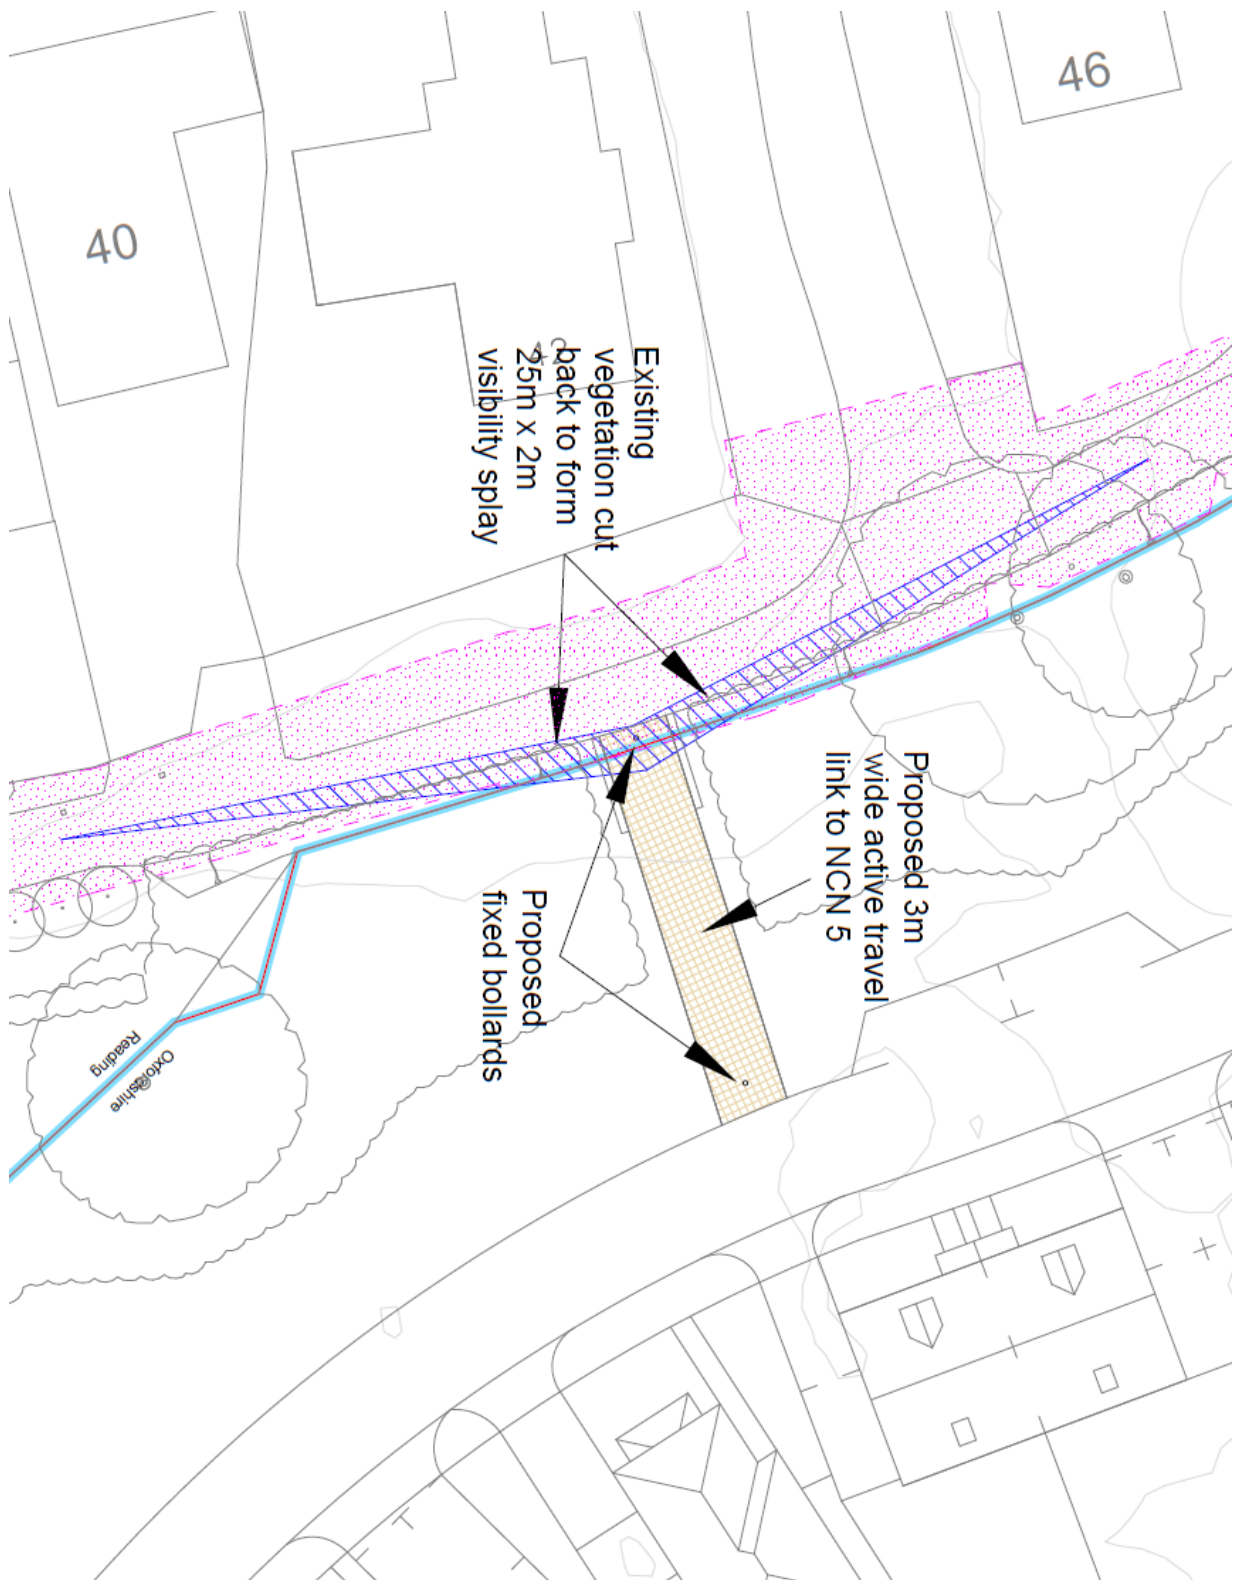 40
46
Existing
vegetation cut
back to form
25m x 2m
visibility splay
Proposed 3m
wide active travel
link to NCN 5
Proposed
fixed bollards
Reading
Oxfordshire